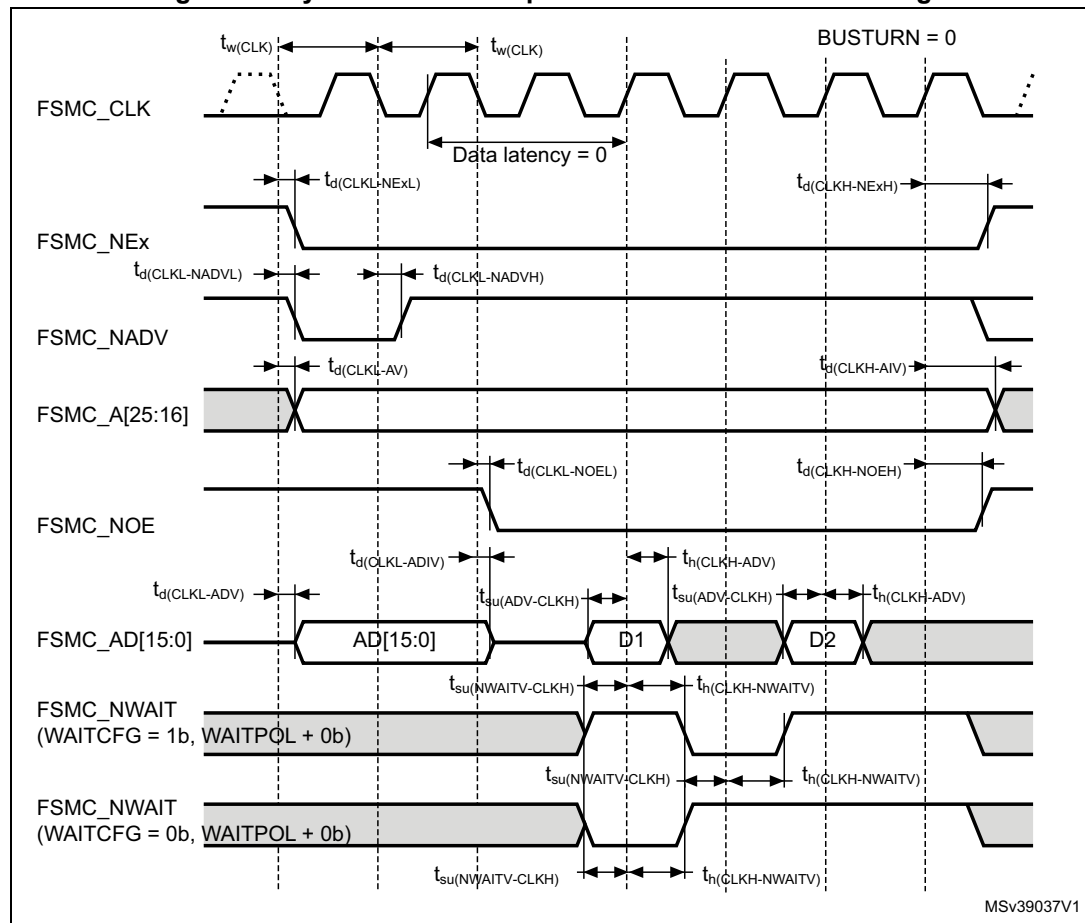 tw(CLK) tw(CLK) BUSTURN = 0
FSMC_CLK
Data latency = 0
td(CLKL-NExL) td(CLKH-NExH)
FSMC_NEx
td(CLKL-NADVL) td(CLKL-NADVH)
FSMC_NADV
td(CLKL-AV) td(CLKH-AIV)
FSMC_A[25:16]
td(CLKL-NOEL) td(CLKH-NOEH)
FSMC_NOE
td(CLKL-ADIV) th(CLKH-ADV)
td(CLKL-ADV) tsu(ADV-CLKH) tsu(ADV-CLKH) th(CLKH-ADV)
FSMC_AD[15:0] AD[15:0] D1 D2
tsu(NWAITV-CLKH) th(CLKH-NWAITV)
FSMC_NWAIT
(WAITCFG = 1b, WAITPOL + 0b)
tsu(NWAITV-CLKH) th(CLKH-NWAITV)
FSMC_NWAIT
(WAITCFG = 0b, WAITPOL + 0b)
tsu(NWAITV-CLKH) th(CLKH-NWAITV)
MSv39037V1